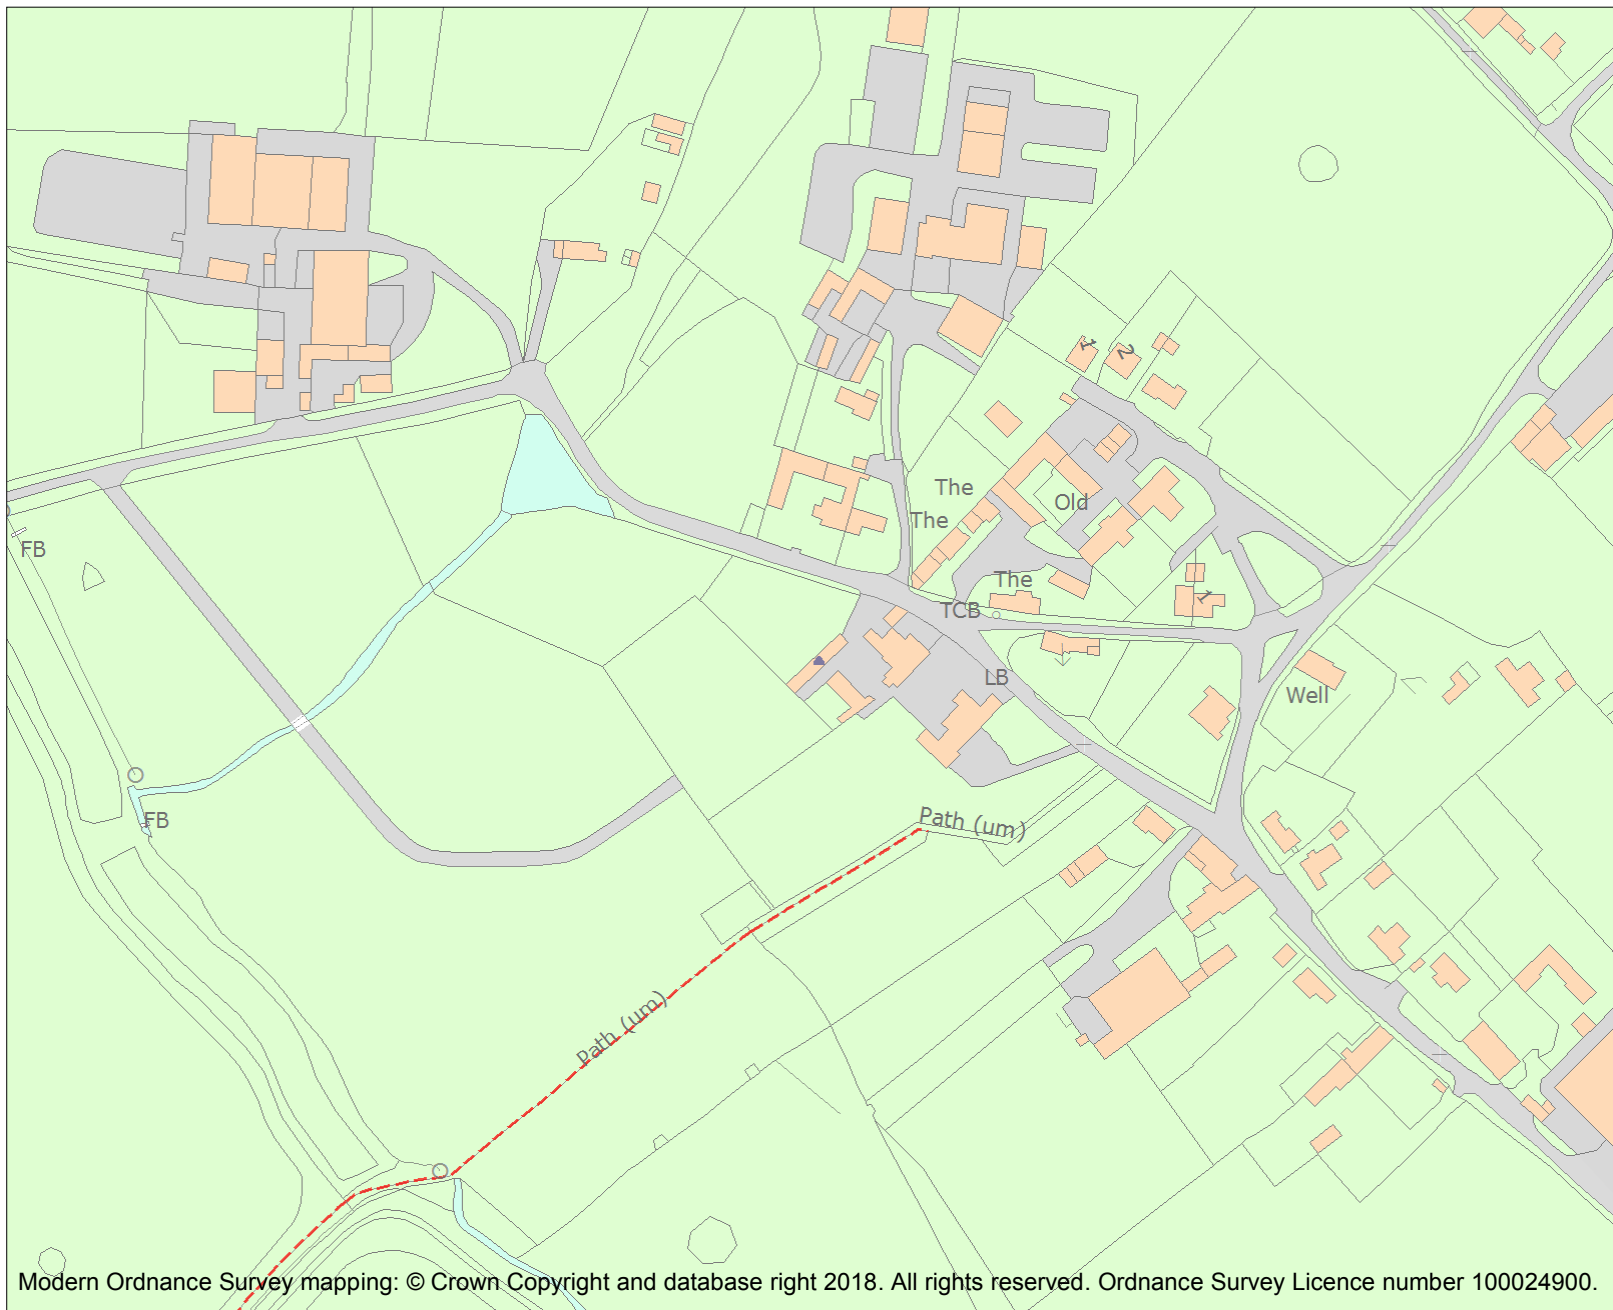 1
2
The
Old
The
FB
The
1
TCB
LB
Well
Path (um)
FB
Path (um)
Modern Ordnance Survey mapping: © Crown Copyright and database right 2018. All rights reserved. Ordnance Survey Licence number 100024900.